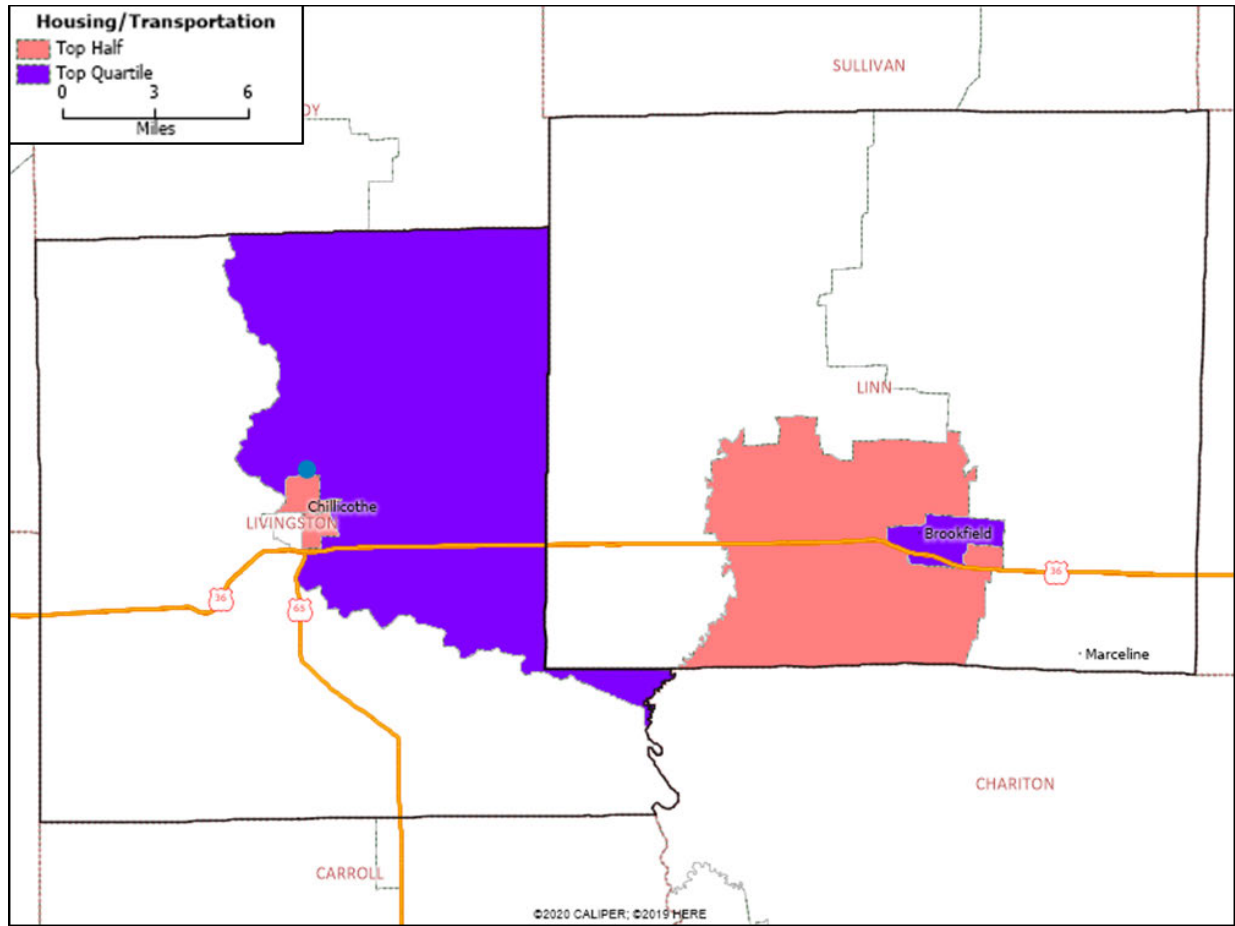 Housing/Transportation
Top Half
Top Quartile
0 3 6
Miles
DY
SULLIVAN
LINN
Chillicothe
LIVINGSTON
Brookfield
36
36
65
Marceline
CHARITON
CARROLL
©2020 CALIPER; ©2019 HERE